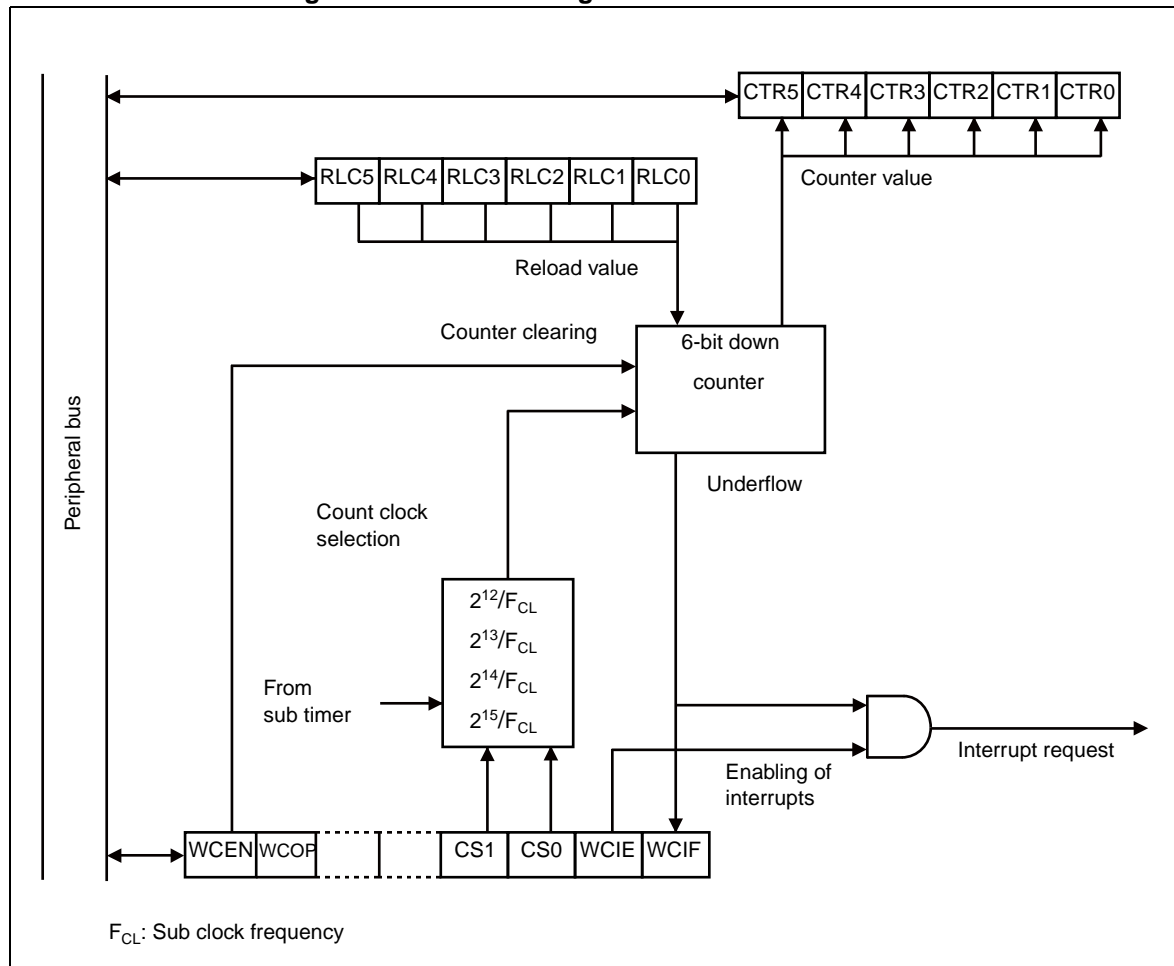 CTR5 CTR4 CTR3 CTR2 CTR1 CTR0
Counter value
RLC5 RLC4 RLC3 RLC2 RLC1 RLC0
Reload value
Counter clearing
6-bit down
counter
Underflow
Peripheral bus
Count clock
selection
2¹²/F_CL
2¹³/F_CL
2¹⁴/F_CL
2¹⁵/F_CL
From
sub timer
Interrupt request
Enabling of
interrupts
WCEN WCOP CS1 CS0 WCIE WCIF
F_CL: Sub clock frequency